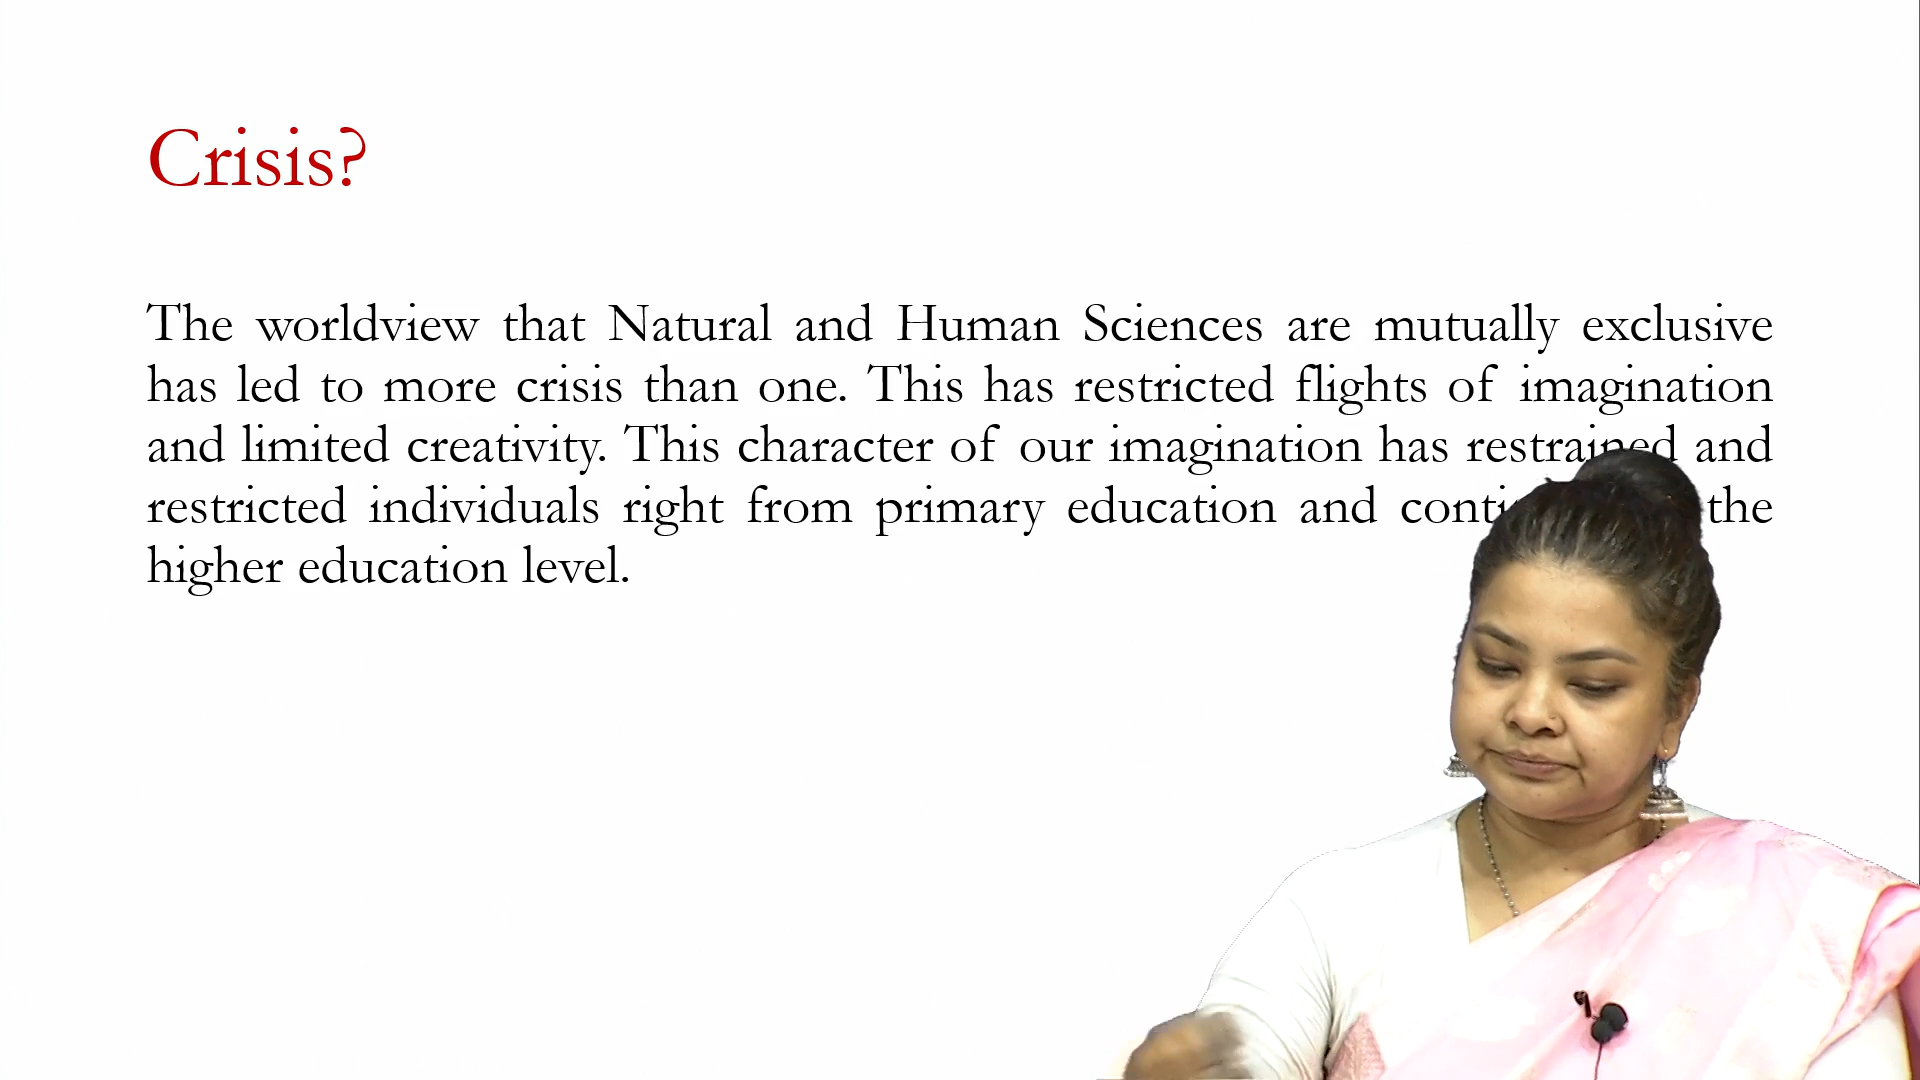 Crisis?
The worldview that Natural and Human Sciences are mutually exclusive
has led to more crisis than one. This has restricted flights of imagination
and limited creativity. This character of our imagination has restrained and
restricted individuals right from primary education and the
higher education level.